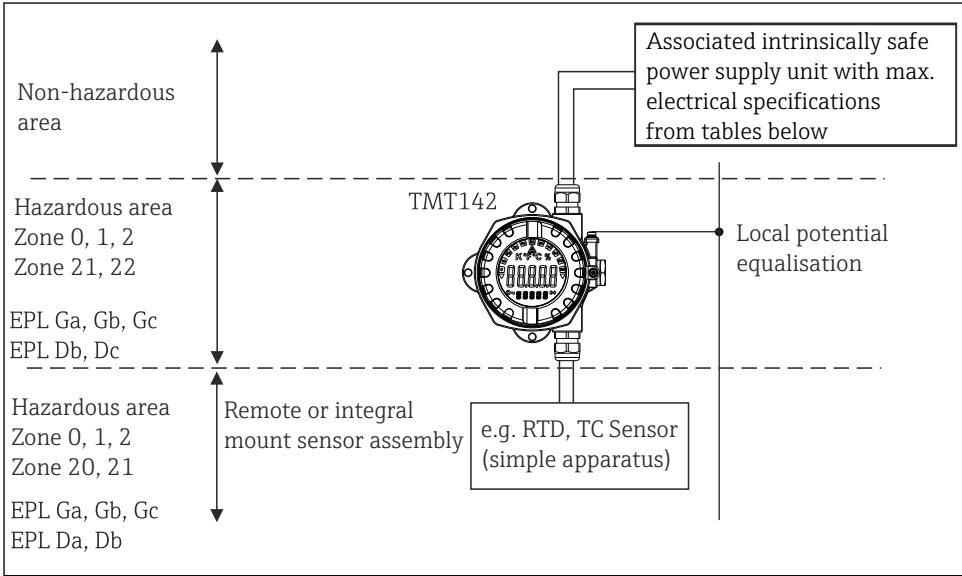 Associated intrinsically safe
power supply unit with max.
electrical specifications
from tables below
Non-hazardous
area
Hazardous area
Zone 0, 1, 2
Zone 21, 22
EPL Ga, Gb, Gc
EPL Db, Dc
TMT142
K °F °C %
88888
Local potential
equalisation
Hazardous area
Zone 0, 1, 2
Zone 20, 21
EPL Ga, Gb, Gc
EPL Da, Db
Remote or integral
mount sensor assembly
e.g. RTD, TC Sensor
(simple apparatus)